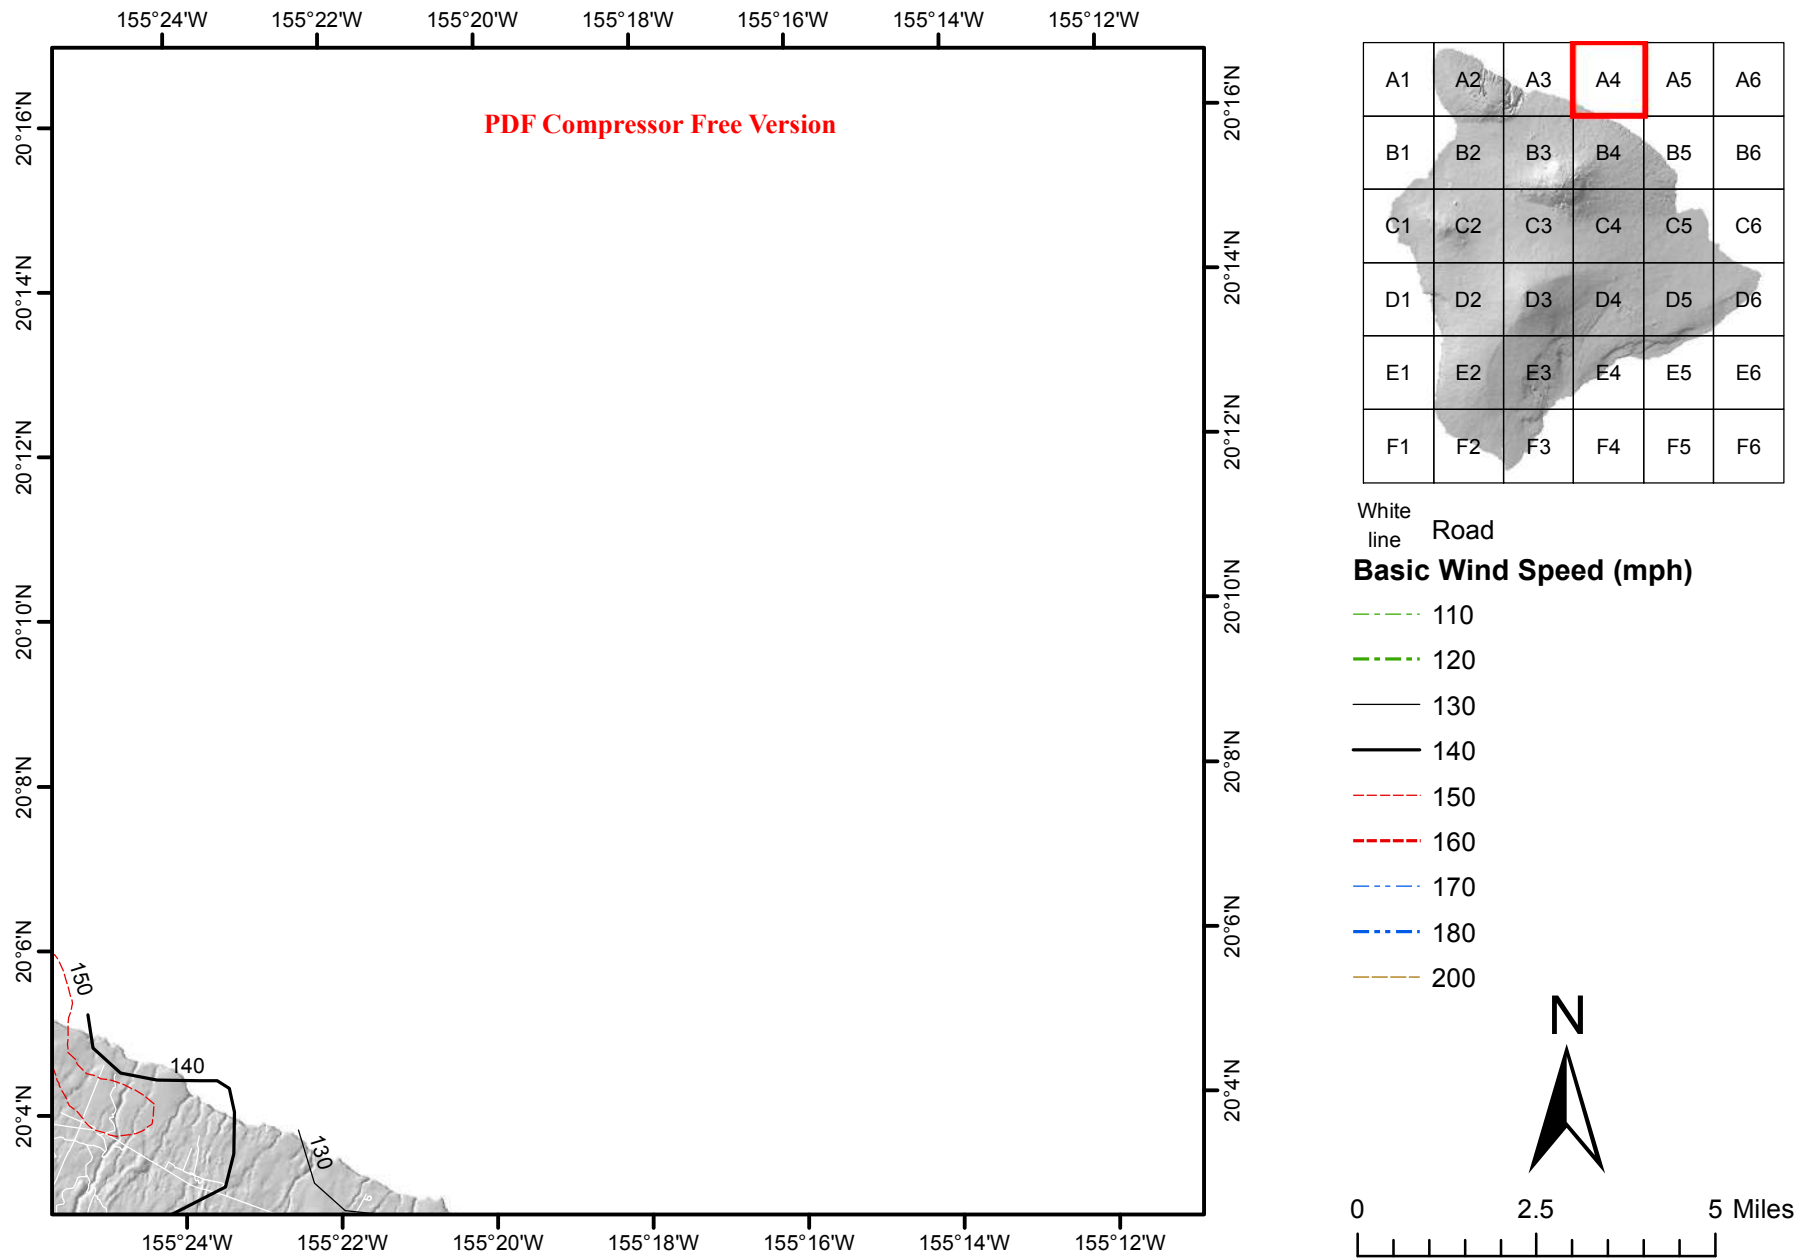 155°24'W 155°22'W 155°20'W 155°18'W 155°16'W 155°14'W 155°12'W
PDF Compressor Free Version
20°16'N
20°14'N
20°12'N
20°10'N
20°8'N
20°6'N
20°4'N
20°16'N
20°14'N
20°12'N
20°10'N
20°8'N
20°6'N
20°4'N
150
140
130
155°24'W 155°22'W 155°20'W 155°18'W 155°16'W 155°14'W 155°12'W
A1 A2 A3 A4 A5 A6
B1 B2 B3 B4 B5 B6
C1 C2 C3 C4 C5 C6
D1 D2 D3 D4 D5 D6
E1 E2 E3 E4 E5 E6
F1 F2 F3 F4 F5 F6
White
line Road
Basic Wind Speed (mph)
110
120
130
140
150
160
170
180
200
N
0 2.5 5 Miles